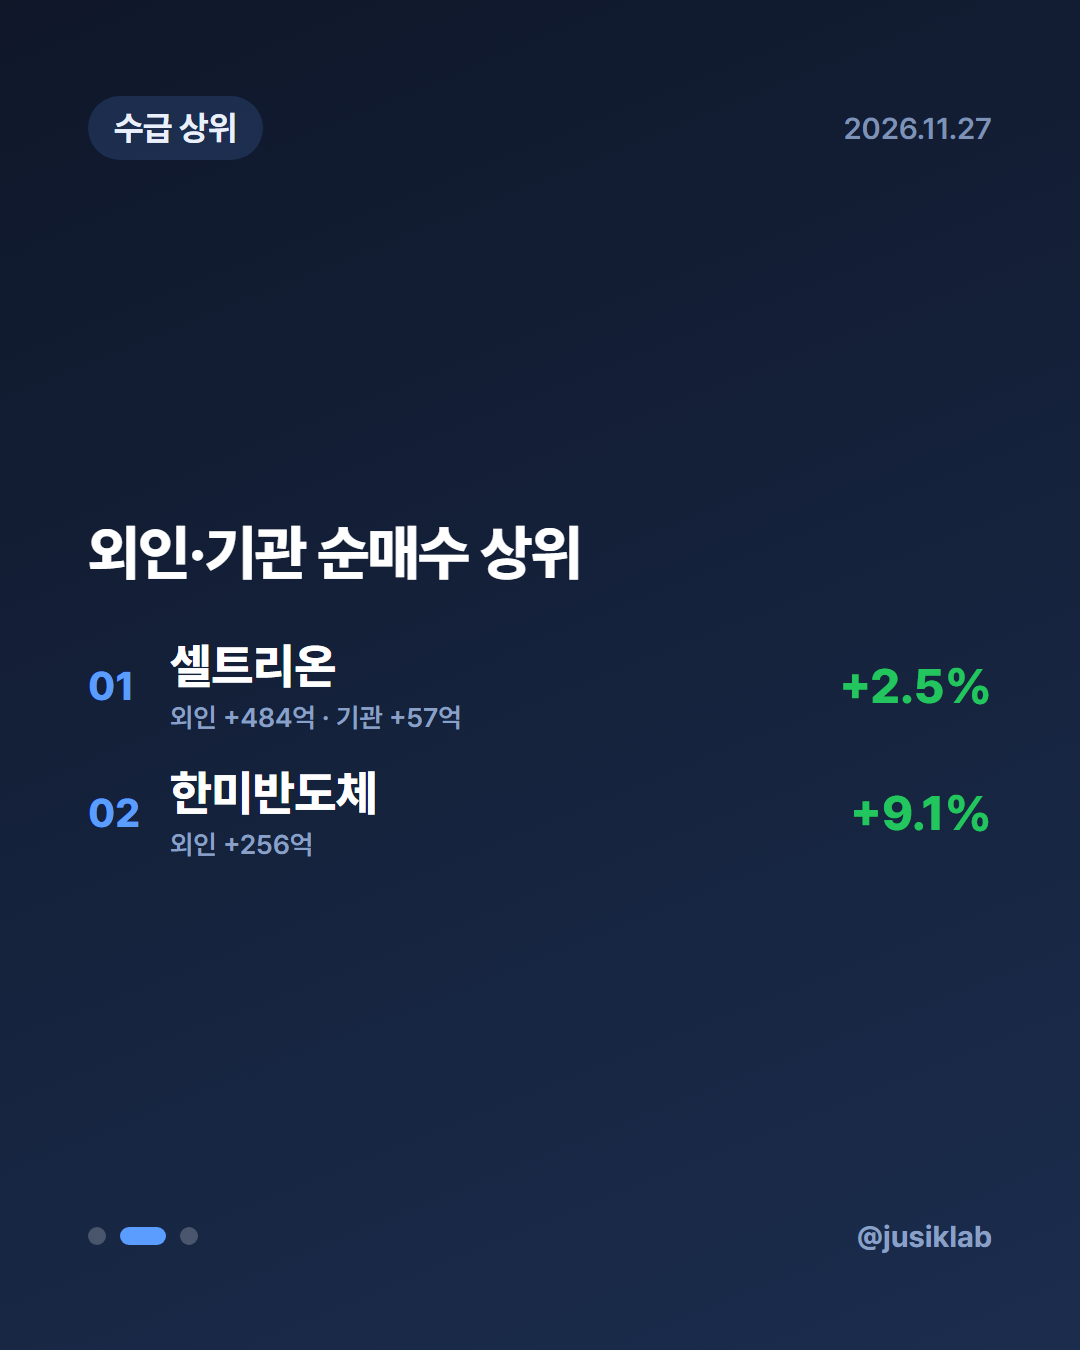 수급 상위
2026.11.27
외인·기관 순매수 상위
01
셀트리온
외인 +484억 · 기관 +57억
+2.5%
02
한미반도체
외인 +256억
+9.1%
@jusiklab